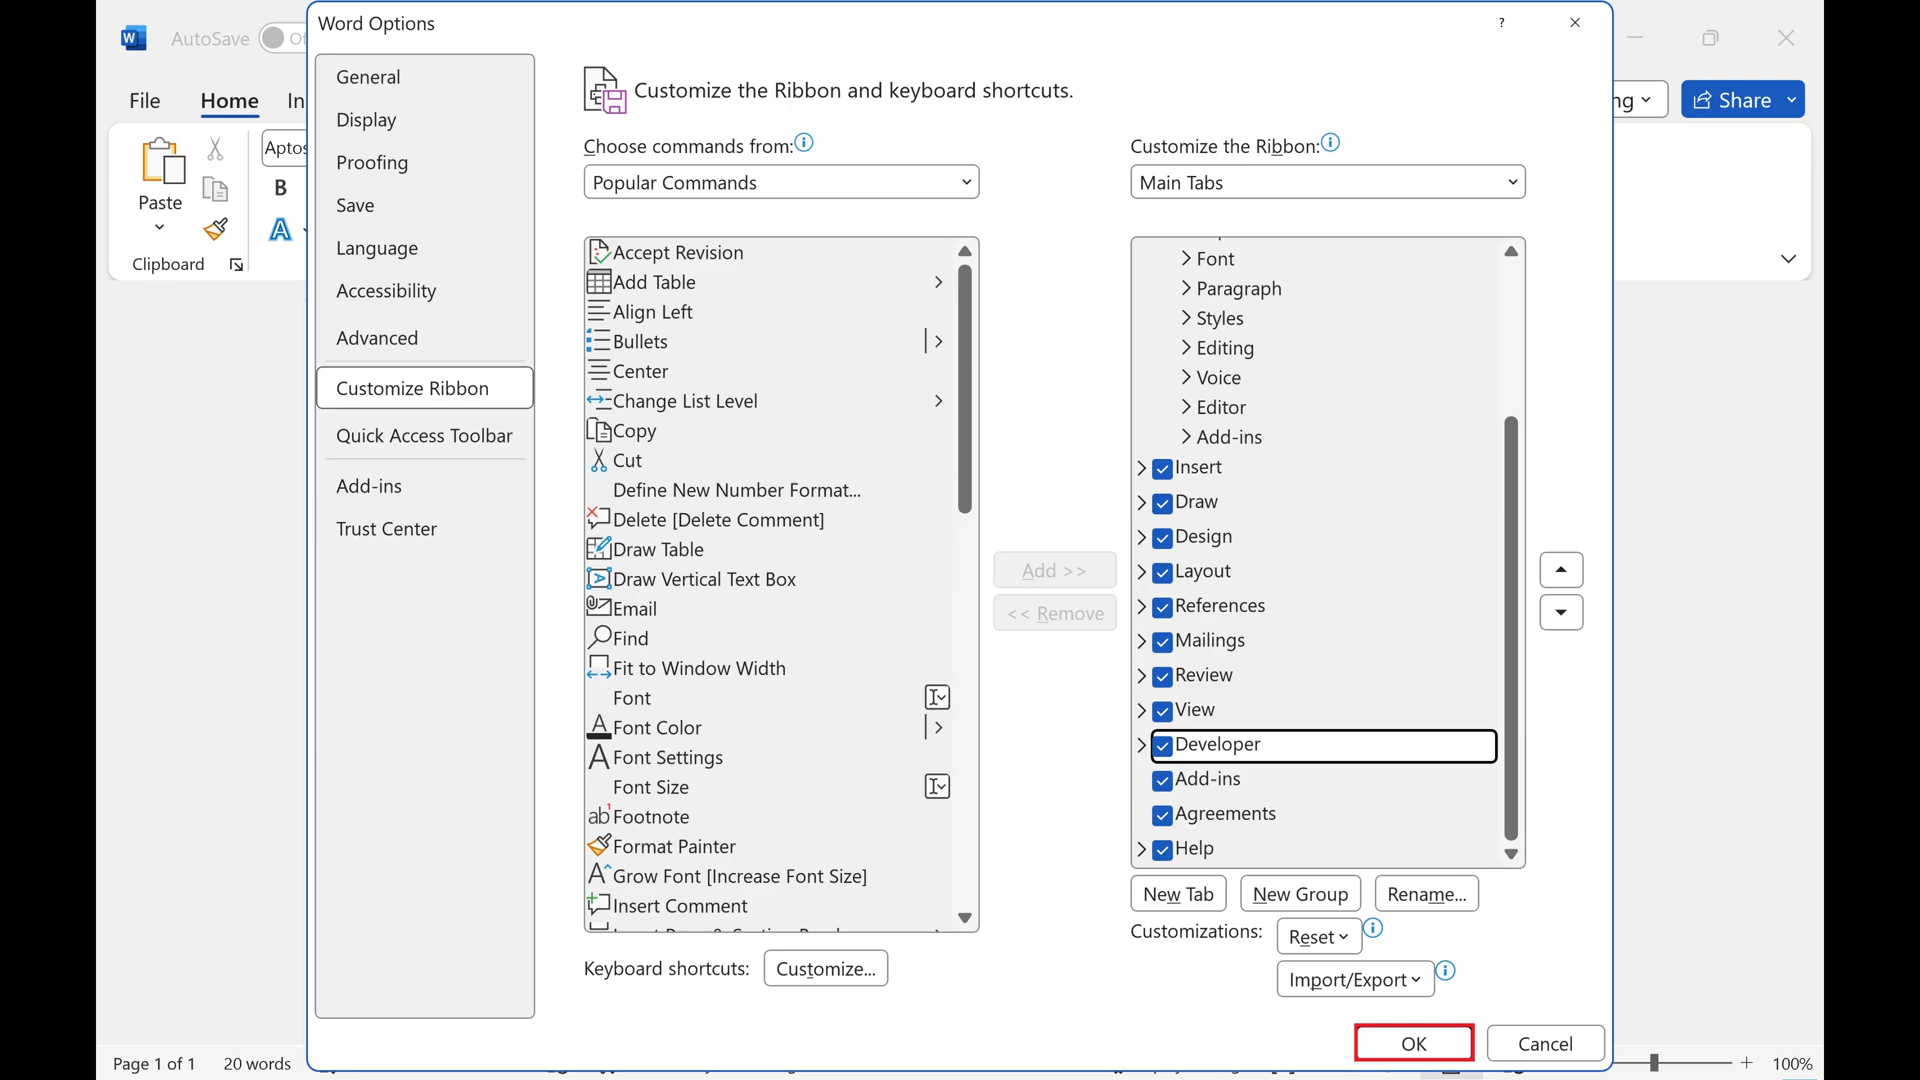 Word Options
?
AutoSave
File
Home
Share
Paste
Clipboard
Aptos
B
General
Display
Proofing
Save
Language
Accessibility
Advanced
Customize Ribbon
Quick Access Toolbar
Add-ins
Trust Center
Customize the Ribbon and keyboard shortcuts.
Choose commands from:
Popular Commands
Accept Revision
Add Table
Align Left
Bullets
Center
Change List Level
Copy
Cut
Define New Number Format...
Delete [Delete Comment]
Draw Table
Draw Vertical Text Box
Email
Find
Fit to Window Width
Font
Font Color
Font Settings
Font Size
Footnote
Format Painter
Grow Font [Increase Font Size]
Insert Comment
Keyboard shortcuts:
Customize...
Add >>
<< Remove
Customize the Ribbon:
Main Tabs
Font
Paragraph
Styles
Editing
Voice
Editor
Add-ins
Insert
Draw
Design
Layout
References
Mailings
Review
View
Developer
Add-ins
Agreements
Help
New Tab
New Group
Rename...
Customizations:
Reset
Import/Export
OK
Cancel
Page 1 of 1
20 words
100%